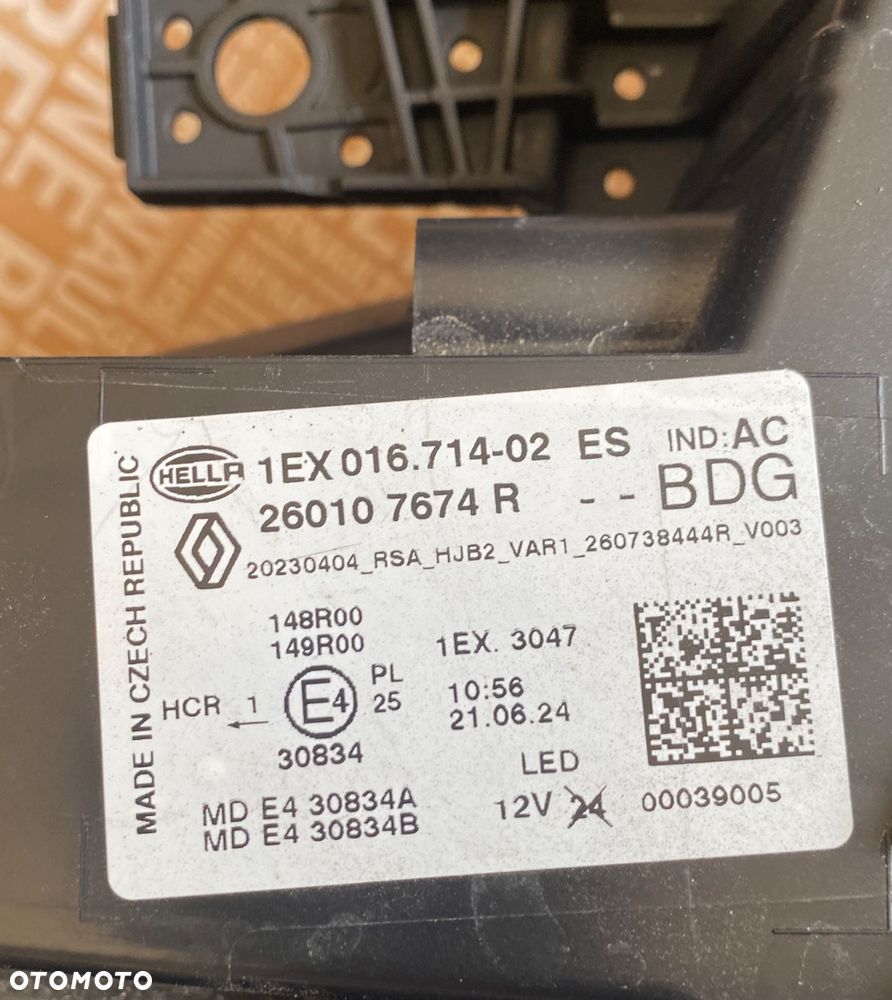 MADE IN CZECH REPUBLIC
HELLA 1EX 016.714-02 ES IND:AC
26010 7674 R - - BDG
20230404_RSA_HJB2_VAR1_260738444R_V003
148R00
149R00
1EX. 3047
HCR 1 E4 PL
25
30834
10:56
21.06.24
LED
MD E4 30834A
MD E4 30834B
12V 24 00039005
OTOMOTO